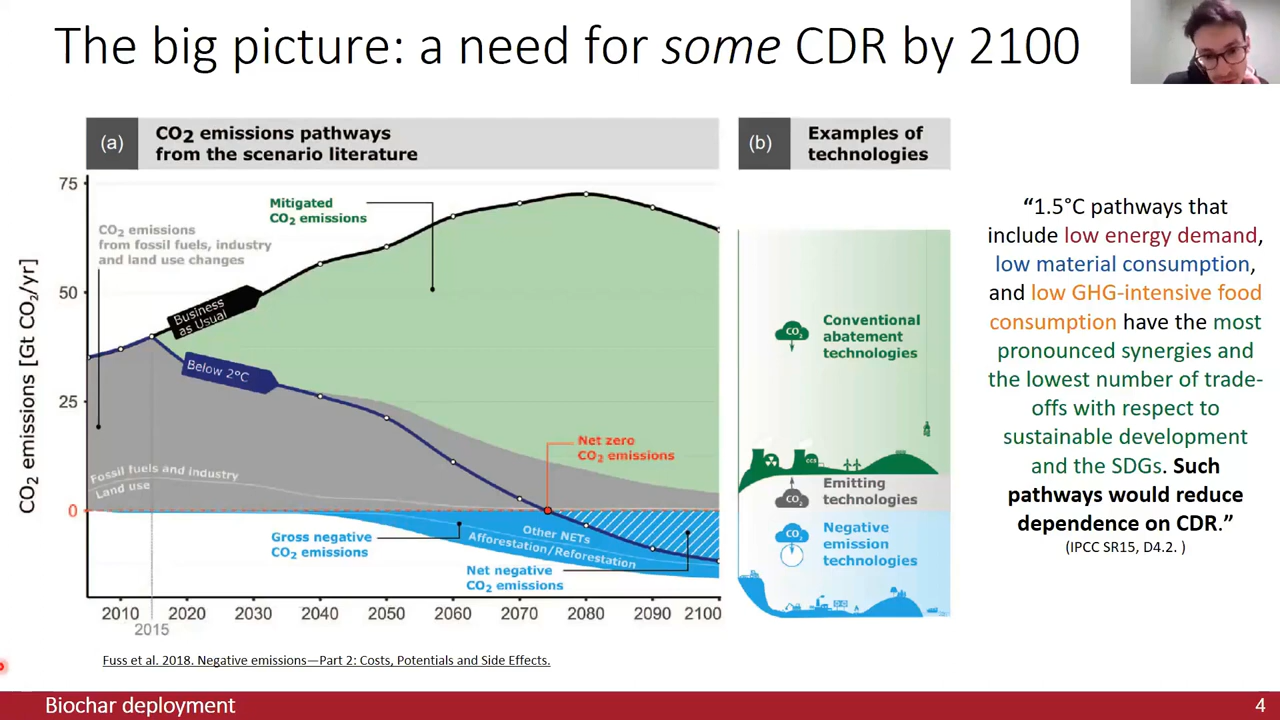 The big picture: a need for some CDR by 2100
(a)
CO2 emissions pathways
from the scenario literature
CO2 emissions [Gt CO2/yr]
75
50
25
0
CO2 emissions
from fossil fuels, industry
and land use changes
Mitigated
CO2 emissions
Business
as Usual
Below 2°C
Fossil fuels and industry
Land use
Net zero
CO2 emissions
Gross negative
CO2 emissions
Other NETs
Afforestation/Reforestation
Net negative
CO2 emissions
2010 2020 2030 2040 2050 2060 2070 2080 2090 2100
2015
(b)
Examples of
technologies
CO2
Conventional
abatement
technologies
CCS
CO2
Emitting
technologies
CO2
Negative
emission
technologies
“1.5°C pathways that
include low energy demand,
low material consumption,
and low GHG-intensive food
consumption have the most
pronounced synergies and
the lowest number of trade-
offs with respect to
sustainable development
and the SDGs. Such
pathways would reduce
dependence on CDR.”
(IPCC SR15, D4.2. )
Fuss et al. 2018. Negative emissions—Part 2: Costs, Potentials and Side Effects.
Biochar deployment
4